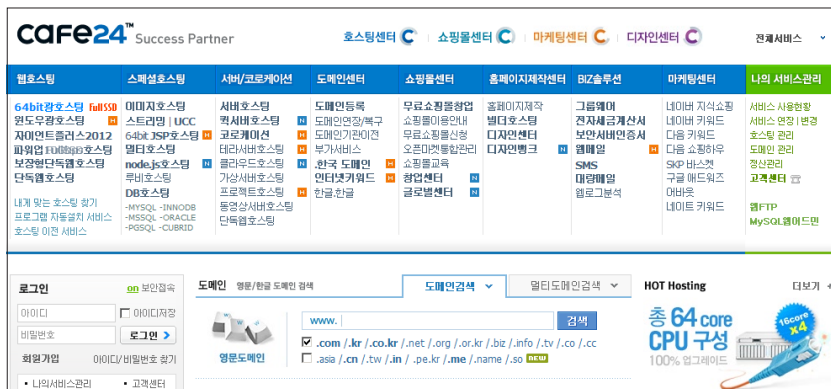 cafe24™ Success Partner
호스팅센터 C 쇼핑몰센터 C 마케팅센터 C 디자인센터 C 전체서비스
웹호스팅 스페셜호스팅 서버/코로케이션 도메인센터 쇼핑몰센터 홈페이지제작센터 BIZ솔루션 마케팅센터 나의 서비스관리
64bit광호스팅 fullSSD
윈도우광호스팅 H
자이언트플러스2012
파워업 호스팅
보장형단독웹호스팅
단독웹호스팅
내게 맞는 호스팅 찾기
프로그램 자동설치 서비스
호스팅 이전 서비스
이미지호스팅
스트리밍 | UCC
64bit JSP호스팅 H
멀티호스팅
node.js호스팅 N
루비호스팅
DB호스팅
-MYSQL -INNODB
-MSSQL -ORACLE
-PGSQL -CUBRID
서버호스팅
퀵서버호스팅 N
코로케이션 H
테라서버호스팅 N
클라우드호스팅 N
가상서버호스팅
프로젝트호스팅 H
동영상서버호스팅
단독웹호스팅
도메인등록
도메인연장/복구
도메인기관이전
부가서비스
.한국 도메인 H
인터넷키워드 H
한글.한글
무료쇼핑몰창업
쇼핑몰이용안내
무료쇼핑몰신청
오픈마켓통합관리
쇼핑몰교육
창업센터 N
글로벌센터 N
홈페이지제작
빌더호스팅
디자인센터
디자인뱅크 N
그룹웨어
전자세금계산서
보안서버인증서
웹메일 H
SMS
대량메일
웹로그분석
네이버 지식쇼핑
네이버 키워드
다음 키워드
다음 쇼핑하우
SKP 바스켓
구글 애드워즈
어바웃
네이트 키워드
서비스 사용현황
서비스 연장 | 변경
호스팅 관리
도메인 관리
정산관리
고객센터
웹FTP
MySQL웹어드민
로그인 on 보안접속
아이디 아이디저장
비밀번호 로그인 >
회원가입 아이디/비밀번호 찾기
• 나의서비스관리 • 고객센터
도메인 영문/한글 도메인 검색 도메인검색 멀티도메인검색
영문도메인
www. 검색
.com /.kr /.co.kr /.net /.org /.or.kr /.biz /.info /.tv /.co /.cc
.asia /.cn /.tw /.in / .pe.kr /.me /.name /.so NEW
HOT Hosting 더보기 +
총 64 core
CPU 구성
100% 업그레이드
16core
x4